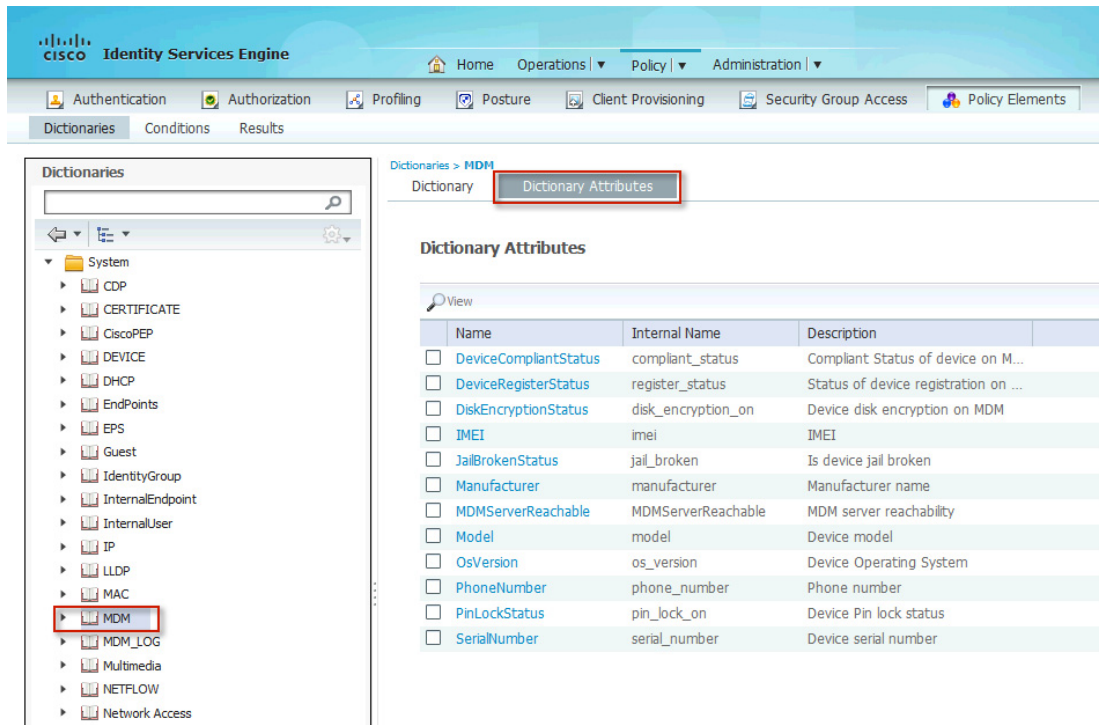 CISCO Identity Services Engine
Home Operations | ▼ Policy | ▼ Administration | ▼
Authentication Authorization Profiling Posture Client Provisioning Security Group Access Policy Elements
Dictionaries Conditions Results
Dictionaries
System
CDP
CERTIFICATE
CiscoPEP
DEVICE
DHCP
EndPoints
EPS
Guest
IdentityGroup
InternalEndpoint
InternalUser
IP
LLDP
MAC
MDM
MDM_LOG
Multimedia
NETFLOW
Network Access
Dictionaries > MDM
Dictionary Dictionary Attributes
Dictionary Attributes
View
Name Internal Name Description
DeviceCompliantStatus compliant_status Compliant Status of device on M...
DeviceRegisterStatus register_status Status of device registration on ...
DiskEncryptionStatus disk_encryption_on Device disk encryption on MDM
IMEI imei IMEI
JailBrokenStatus jail_broken Is device jail broken
Manufacturer manufacturer Manufacturer name
MDMServerReachable MDMServerReachable MDM server reachability
Model model Device model
OsVersion os_version Device Operating System
PhoneNumber phone_number Phone number
PinLockStatus pin_lock_on Device Pin lock status
SerialNumber serial_number Device serial number